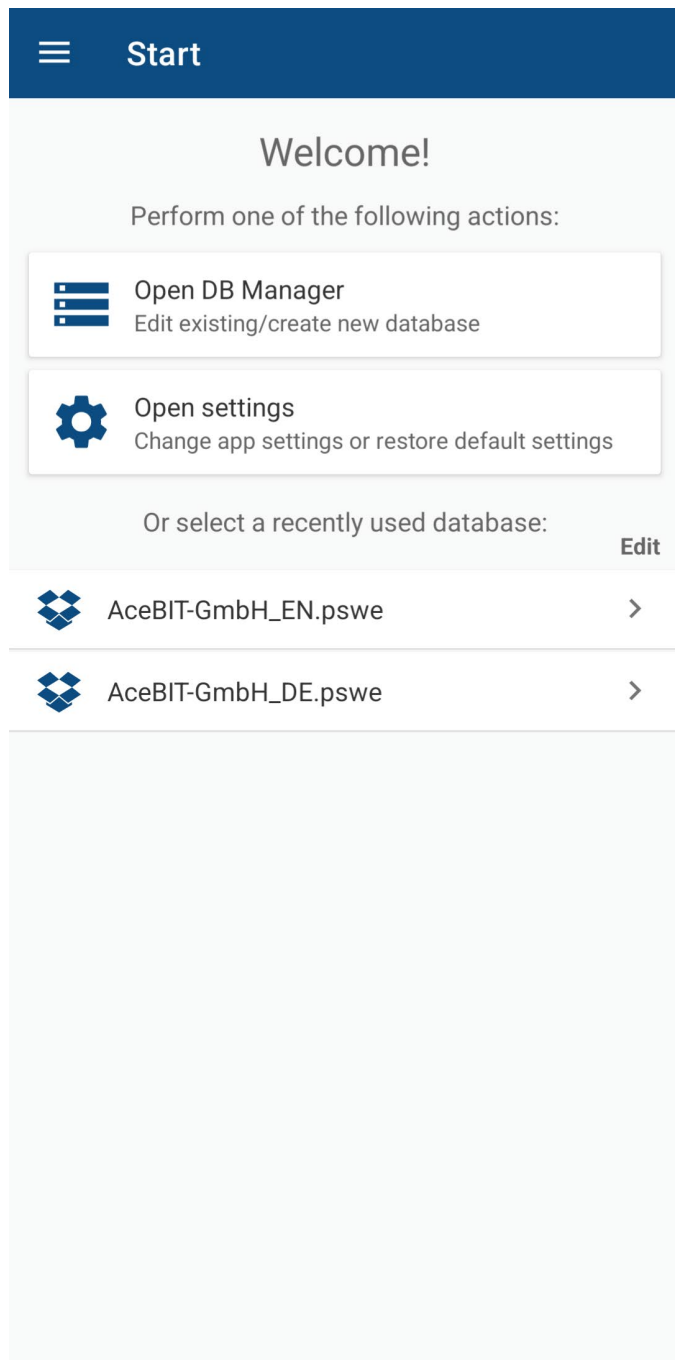 Start
Welcome!
Perform one of the following actions:
Open DB Manager
Edit existing/create new database
Open settings
Change app settings or restore default settings
Or select a recently used database:
Edit
AceBIT-GmbH_EN.pswe
AceBIT-GmbH_DE.pswe